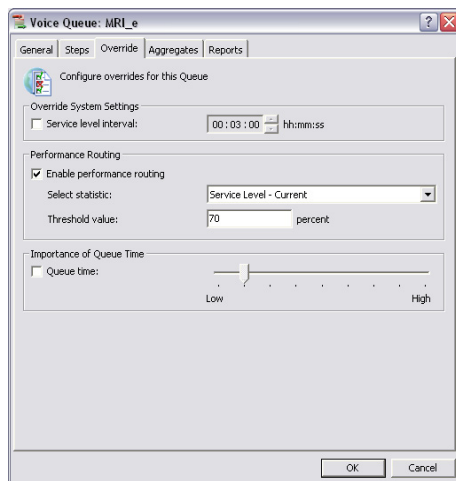 Voice Queue: MRI_e
General Steps Override Aggregates Reports
Configure overrides for this Queue
Override System Settings
Service level interval: 00:03:00 hh:mm:ss
Performance Routing
Enable performance routing
Select statistic: Service Level - Current
Threshold value: 70 percent
Importance of Queue Time
Queue time:
Low High
OK Cancel